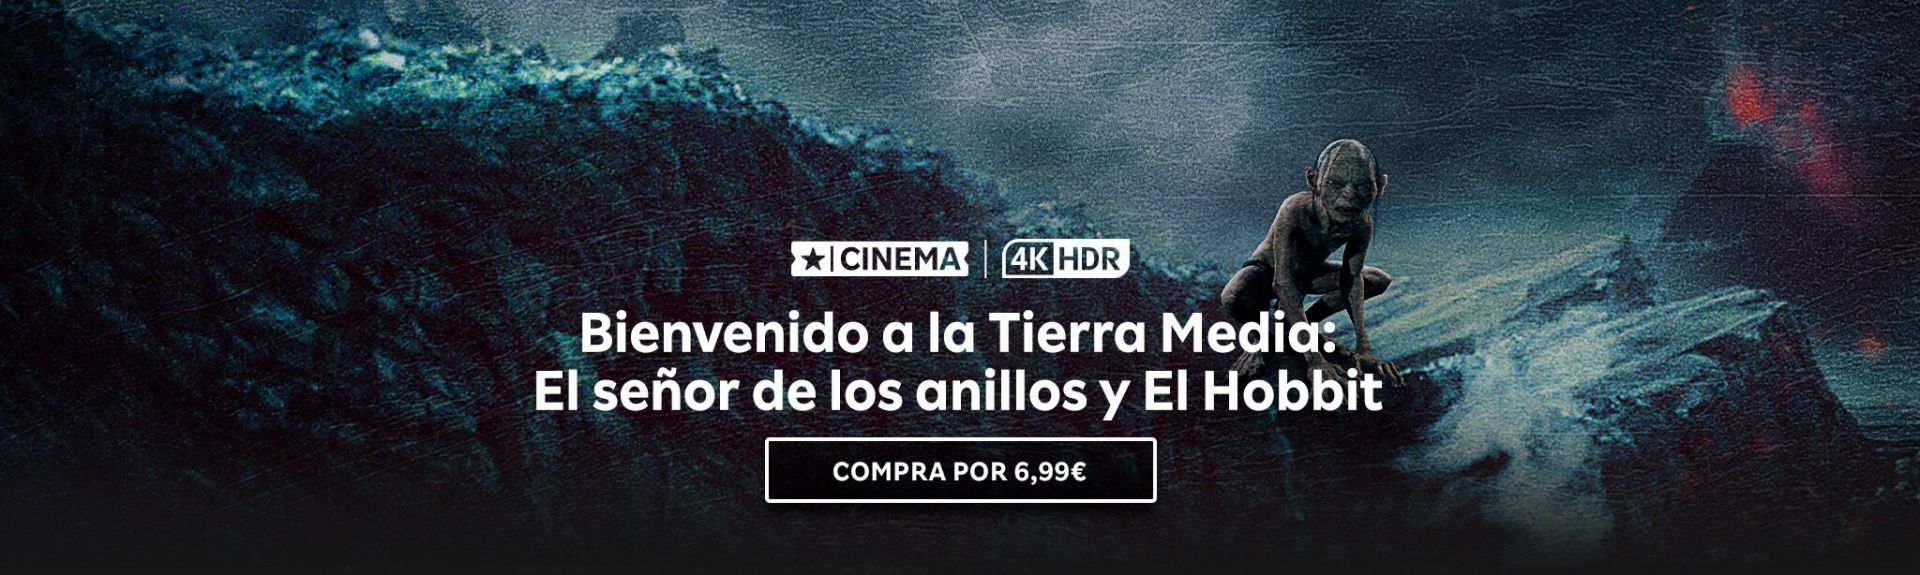 ★ CINEMA | 4K HDR
Bienvenido a la Tierra Media:
El señor de los anillos y El Hobbit
COMPRA POR 6,99€